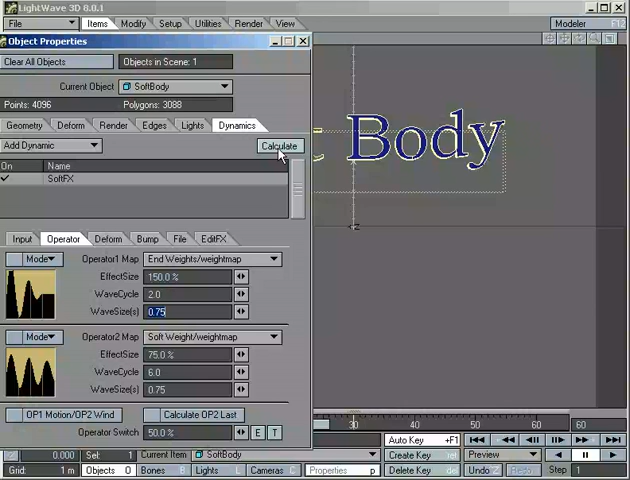 LightWave 3D 8.0.1
File Items Modify Setup Utilities Render View Modeler F12
Object Properties
Clear All Objects Objects in Scene: 1
Current Object SoftBody
Points: 4096 Polygons: 3088
Geometry Deform Render Edges Lights Dynamics
Add Dynamic Calculate
On Name
SoftFX
Body
Input Operator Deform Bump File EditFX
Mode Operator1 Map End Weights/weightmap
EffectSize 150.0 %
WaveCycle 2.0
WaveSize(s) 0.75
Mode Operator2 Map Soft Weight/weightmap
EffectSize 75.0 %
WaveCycle 6.0
WaveSize(s) 0.75
OP1 Motion/OP2 Wind Calculate OP2 Last
Operator Switch 50.0 % E T
30 40 50 60 60
Auto Key +F1
Z 0.000 Sel: 1 Current Item SoftBody Create Key Preview
Grid: 1 m Objects O Bones B Lights L Cameras C Properties p Delete Key Undo Redo Step 1